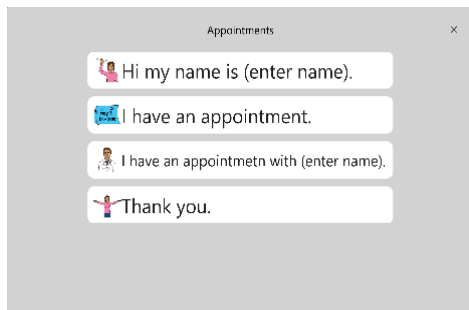 Appointments
Hi my name is (enter name).
I have an appointment.
I have an appointmetn with (enter name).
Thank you.